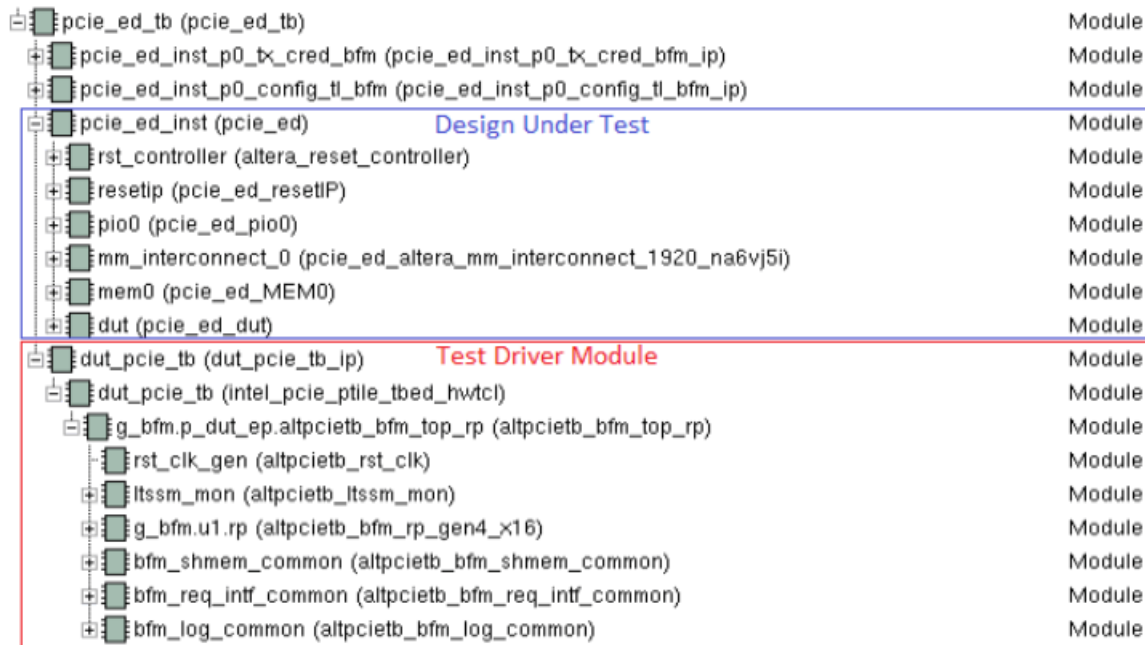 pcie_ed_tb (pcie_ed_tb) Module
pcie_ed_inst_p0_tx_cred_bfm (pcie_ed_inst_p0_tx_cred_bfm_ip) Module
pcie_ed_inst_p0_config_tl_bfm (pcie_ed_inst_p0_config_tl_bfm_ip) Module
pcie_ed_inst (pcie_ed) Design Under Test Module
rst_controller (altera_reset_controller) Module
resetip (pcie_ed_resetIP) Module
pio0 (pcie_ed_pio0) Module
mm_interconnect_0 (pcie_ed_altera_mm_interconnect_1920_na6vj5i) Module
mem0 (pcie_ed_MEM0) Module
dut (pcie_ed_dut) Module
dut_pcie_tb (dut_pcie_tb_ip) Test Driver Module Module
dut_pcie_tb (intel_pcie_ptile_tbed_hwtcl) Module
g_bfm.p_dut_ep.altpcietb_bfm_top_rp (altpcietb_bfm_top_rp) Module
rst_clk_gen (altpcietb_rst_clk) Module
ltssm_mon (altpcietb_ltssm_mon) Module
g_bfm.u1.rp (altpcietb_bfm_rp_gen4_x16) Module
bfm_shmem_common (altpcietb_bfm_shmem_common) Module
bfm_req_intf_common (altpcietb_bfm_req_intf_common) Module
bfm_log_common (altpcietb_bfm_log_common) Module